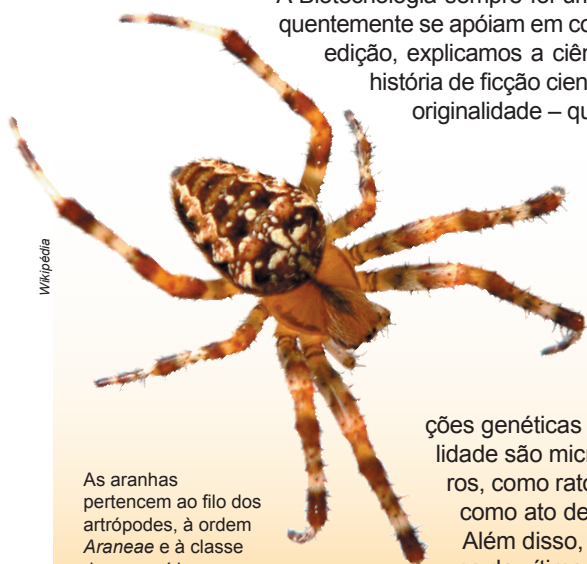 A Biotecnologia sempre foi um
quentemente se apóiam em co
edição, explicamos a ciên
história de ficção cien
originalidade – qu
Wikipédia
ções genéticas
lidade são micr
ros, como rato
como ato de
Além disso,
As aranhas
pertencem ao filo dos
artrópodes, à ordem
Araneae e à classe